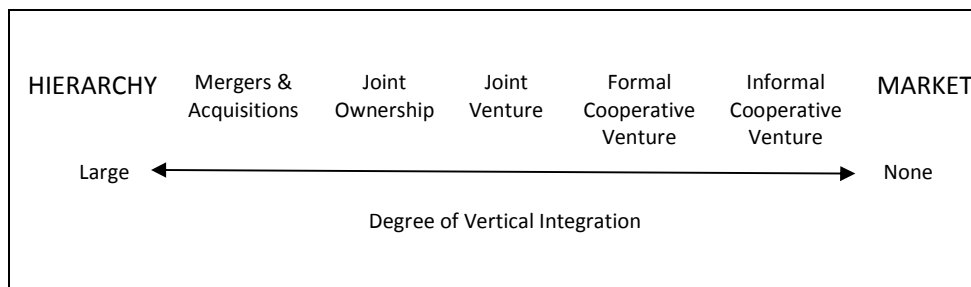 HIERARCHY
Mergers &
Acquisitions
Joint
Ownership
Joint
Venture
Formal
Cooperative
Venture
Informal
Cooperative
Venture
MARKET
Large
None
Degree of Vertical Integration